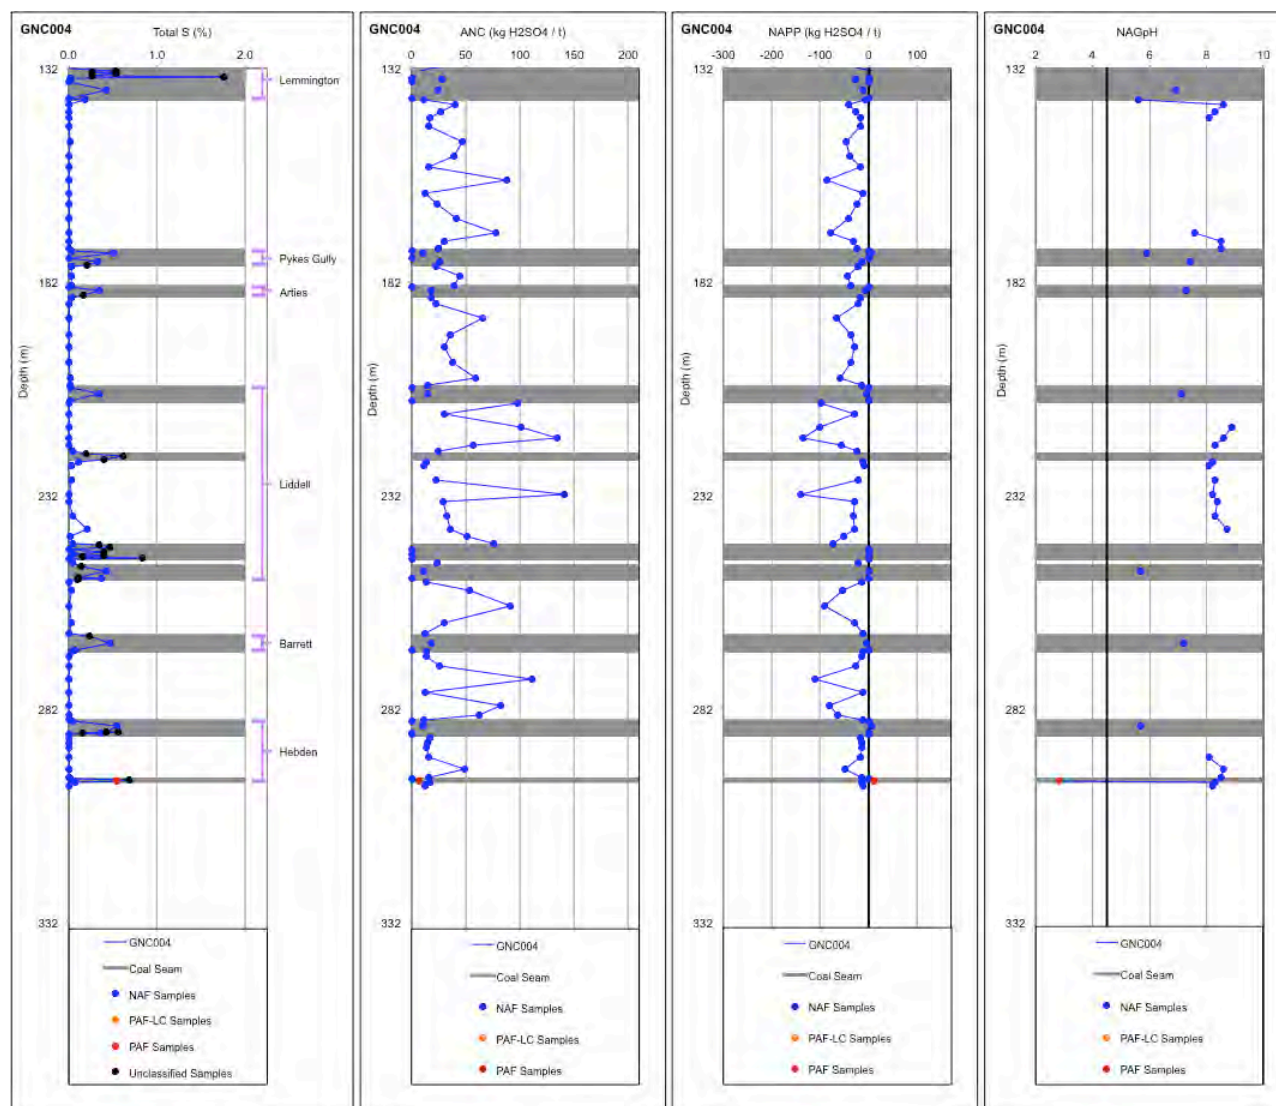 GNC004
Total S (%)
0.0 1.0 2.0
132
182
232
282
332
Depth (m)
Lemmington
Pykes Gully
Arties
Liddell
Barrett
Hebden
GNC004
Coal Seam
NAF Samples
PAF-LC Samples
PAF Samples
Unclassified Samples
GNC004
ANC (kg H2SO4 / t)
0 50 100 150 200
132
182
232
282
332
Depth (m)
GNC004
Coal Seam
NAF Samples
PAF-LC Samples
PAF Samples
GNC004
NAPP (kg H2SO4 / t)
-300 -200 -100 0 100
132
182
232
282
332
Depth (m)
GNC004
Coal Seam
NAF Samples
PAF-LC Samples
PAF Samples
GNC004
NAGpH
2 4 6 8 10
132
182
232
282
332
Depth (m)
GNC004
Coal Seam
NAF Samples
PAF-LC Samples
PAF Samples